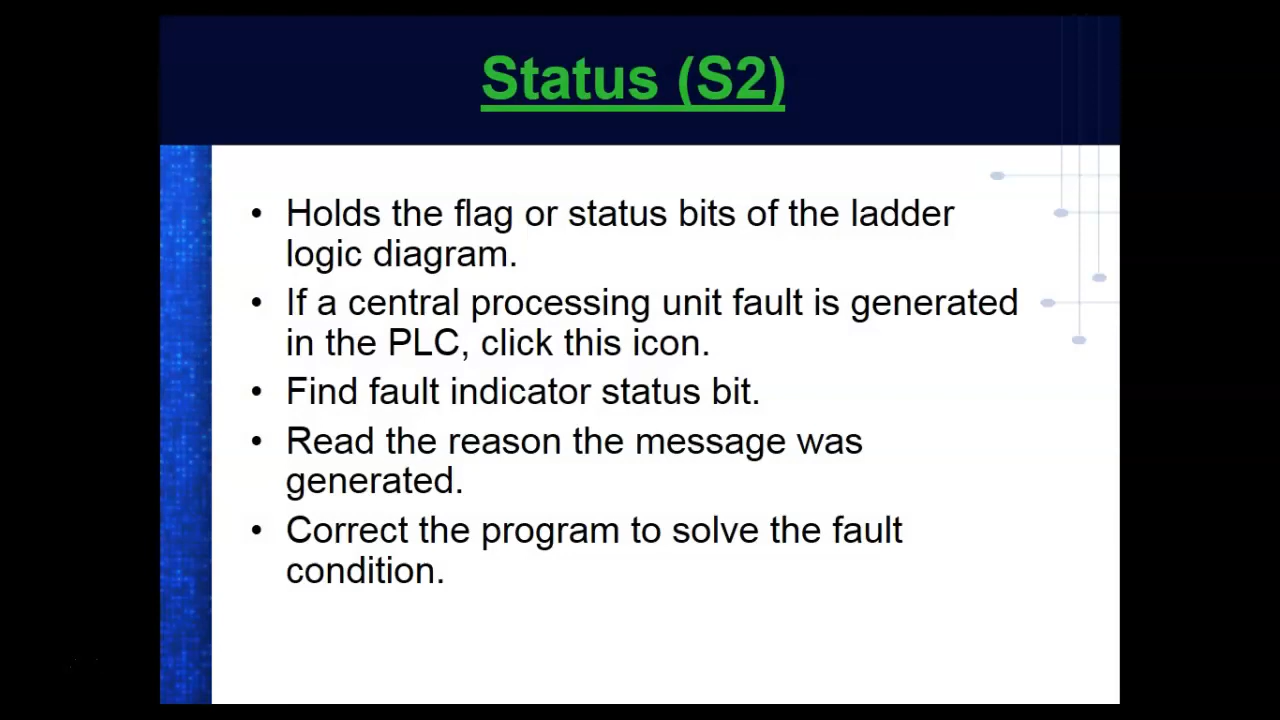 Status (S2)
• Holds the flag or status bits of the ladder
logic diagram.
• If a central processing unit fault is generated
in the PLC, click this icon.
• Find fault indicator status bit.
• Read the reason the message was
generated.
• Correct the program to solve the fault
condition.